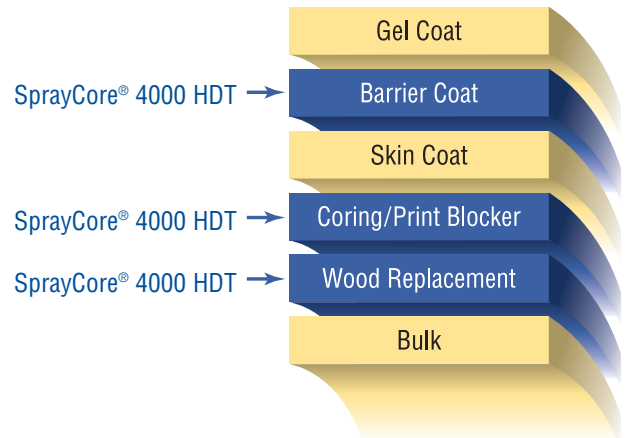 Gel Coat
SprayCore® 4000 HDT
Barrier Coat
Skin Coat
SprayCore® 4000 HDT
Coring/Print Blocker
SprayCore® 4000 HDT
Wood Replacement
Bulk